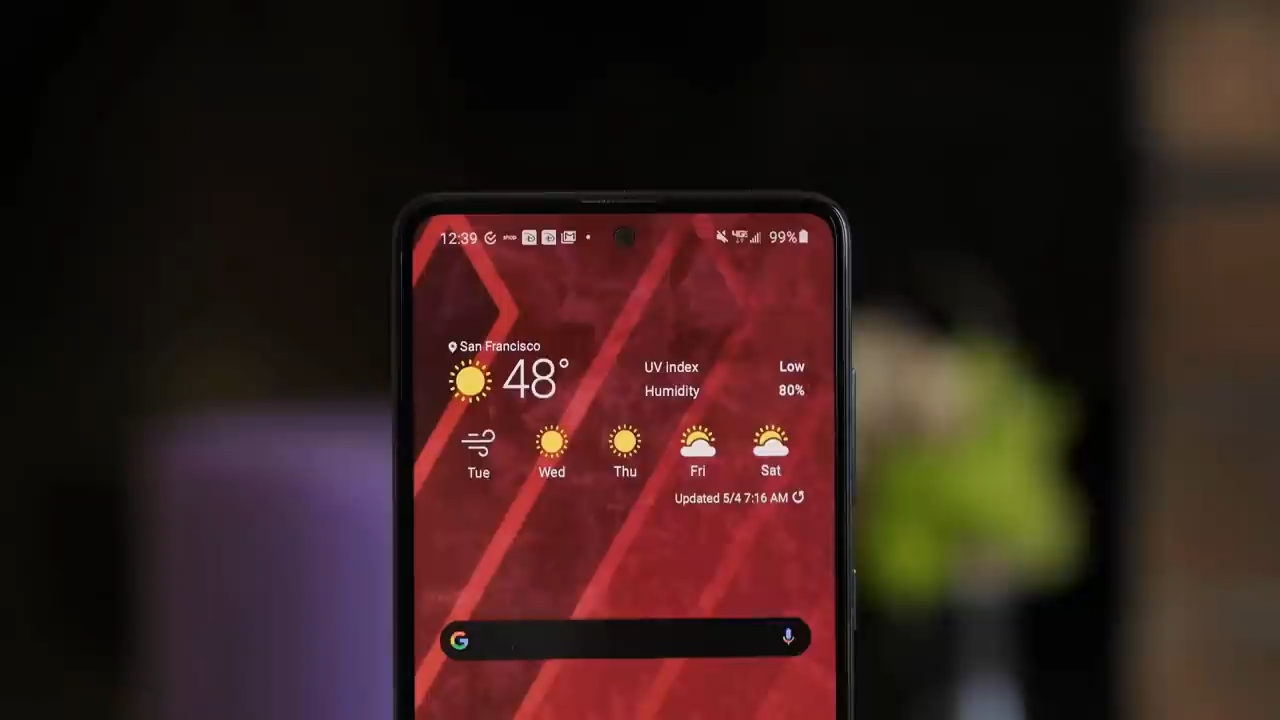 12:39 99%
San Francisco
48°
UV index Low
Humidity 80%
Tue Wed Thu Fri Sat
Updated 5/4 7:16 AM
G